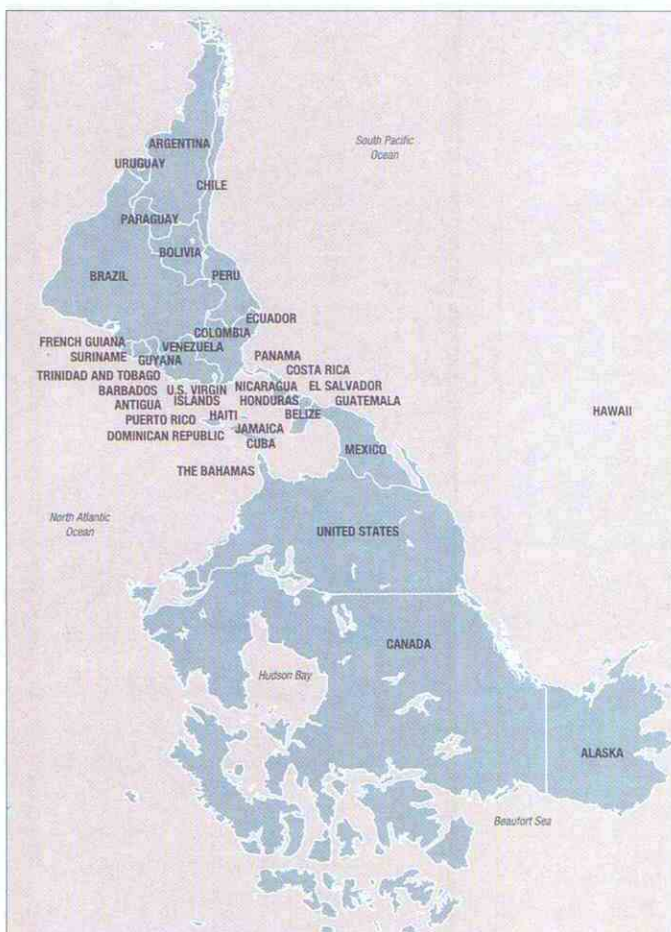 South Pacific
Ocean
ARGENTINA
URUGUAY
CHILE
PARAGUAY
BOLIVIA
BRAZIL
PERU
ECUADOR
COLOMBIA
FRENCH GUIANA
VENEZUELA
SURINAME
GUYANA
PANAMA
TRINIDAD AND TOBAGO
COSTA RICA
BARBADOS
U.S. VIRGIN
ISLANDS
NICARAGUA
EL SALVADOR
ANTIGUA
HONDURAS
GUATEMALA
PUERTO RICO
HAITI
BELIZE
HAWAII
DOMINICAN REPUBLIC
JAMAICA
CUBA
MEXICO
THE BAHAMAS
North Atlantic
Ocean
UNITED STATES
CANADA
Hudson Bay
ALASKA
Beaufort Sea